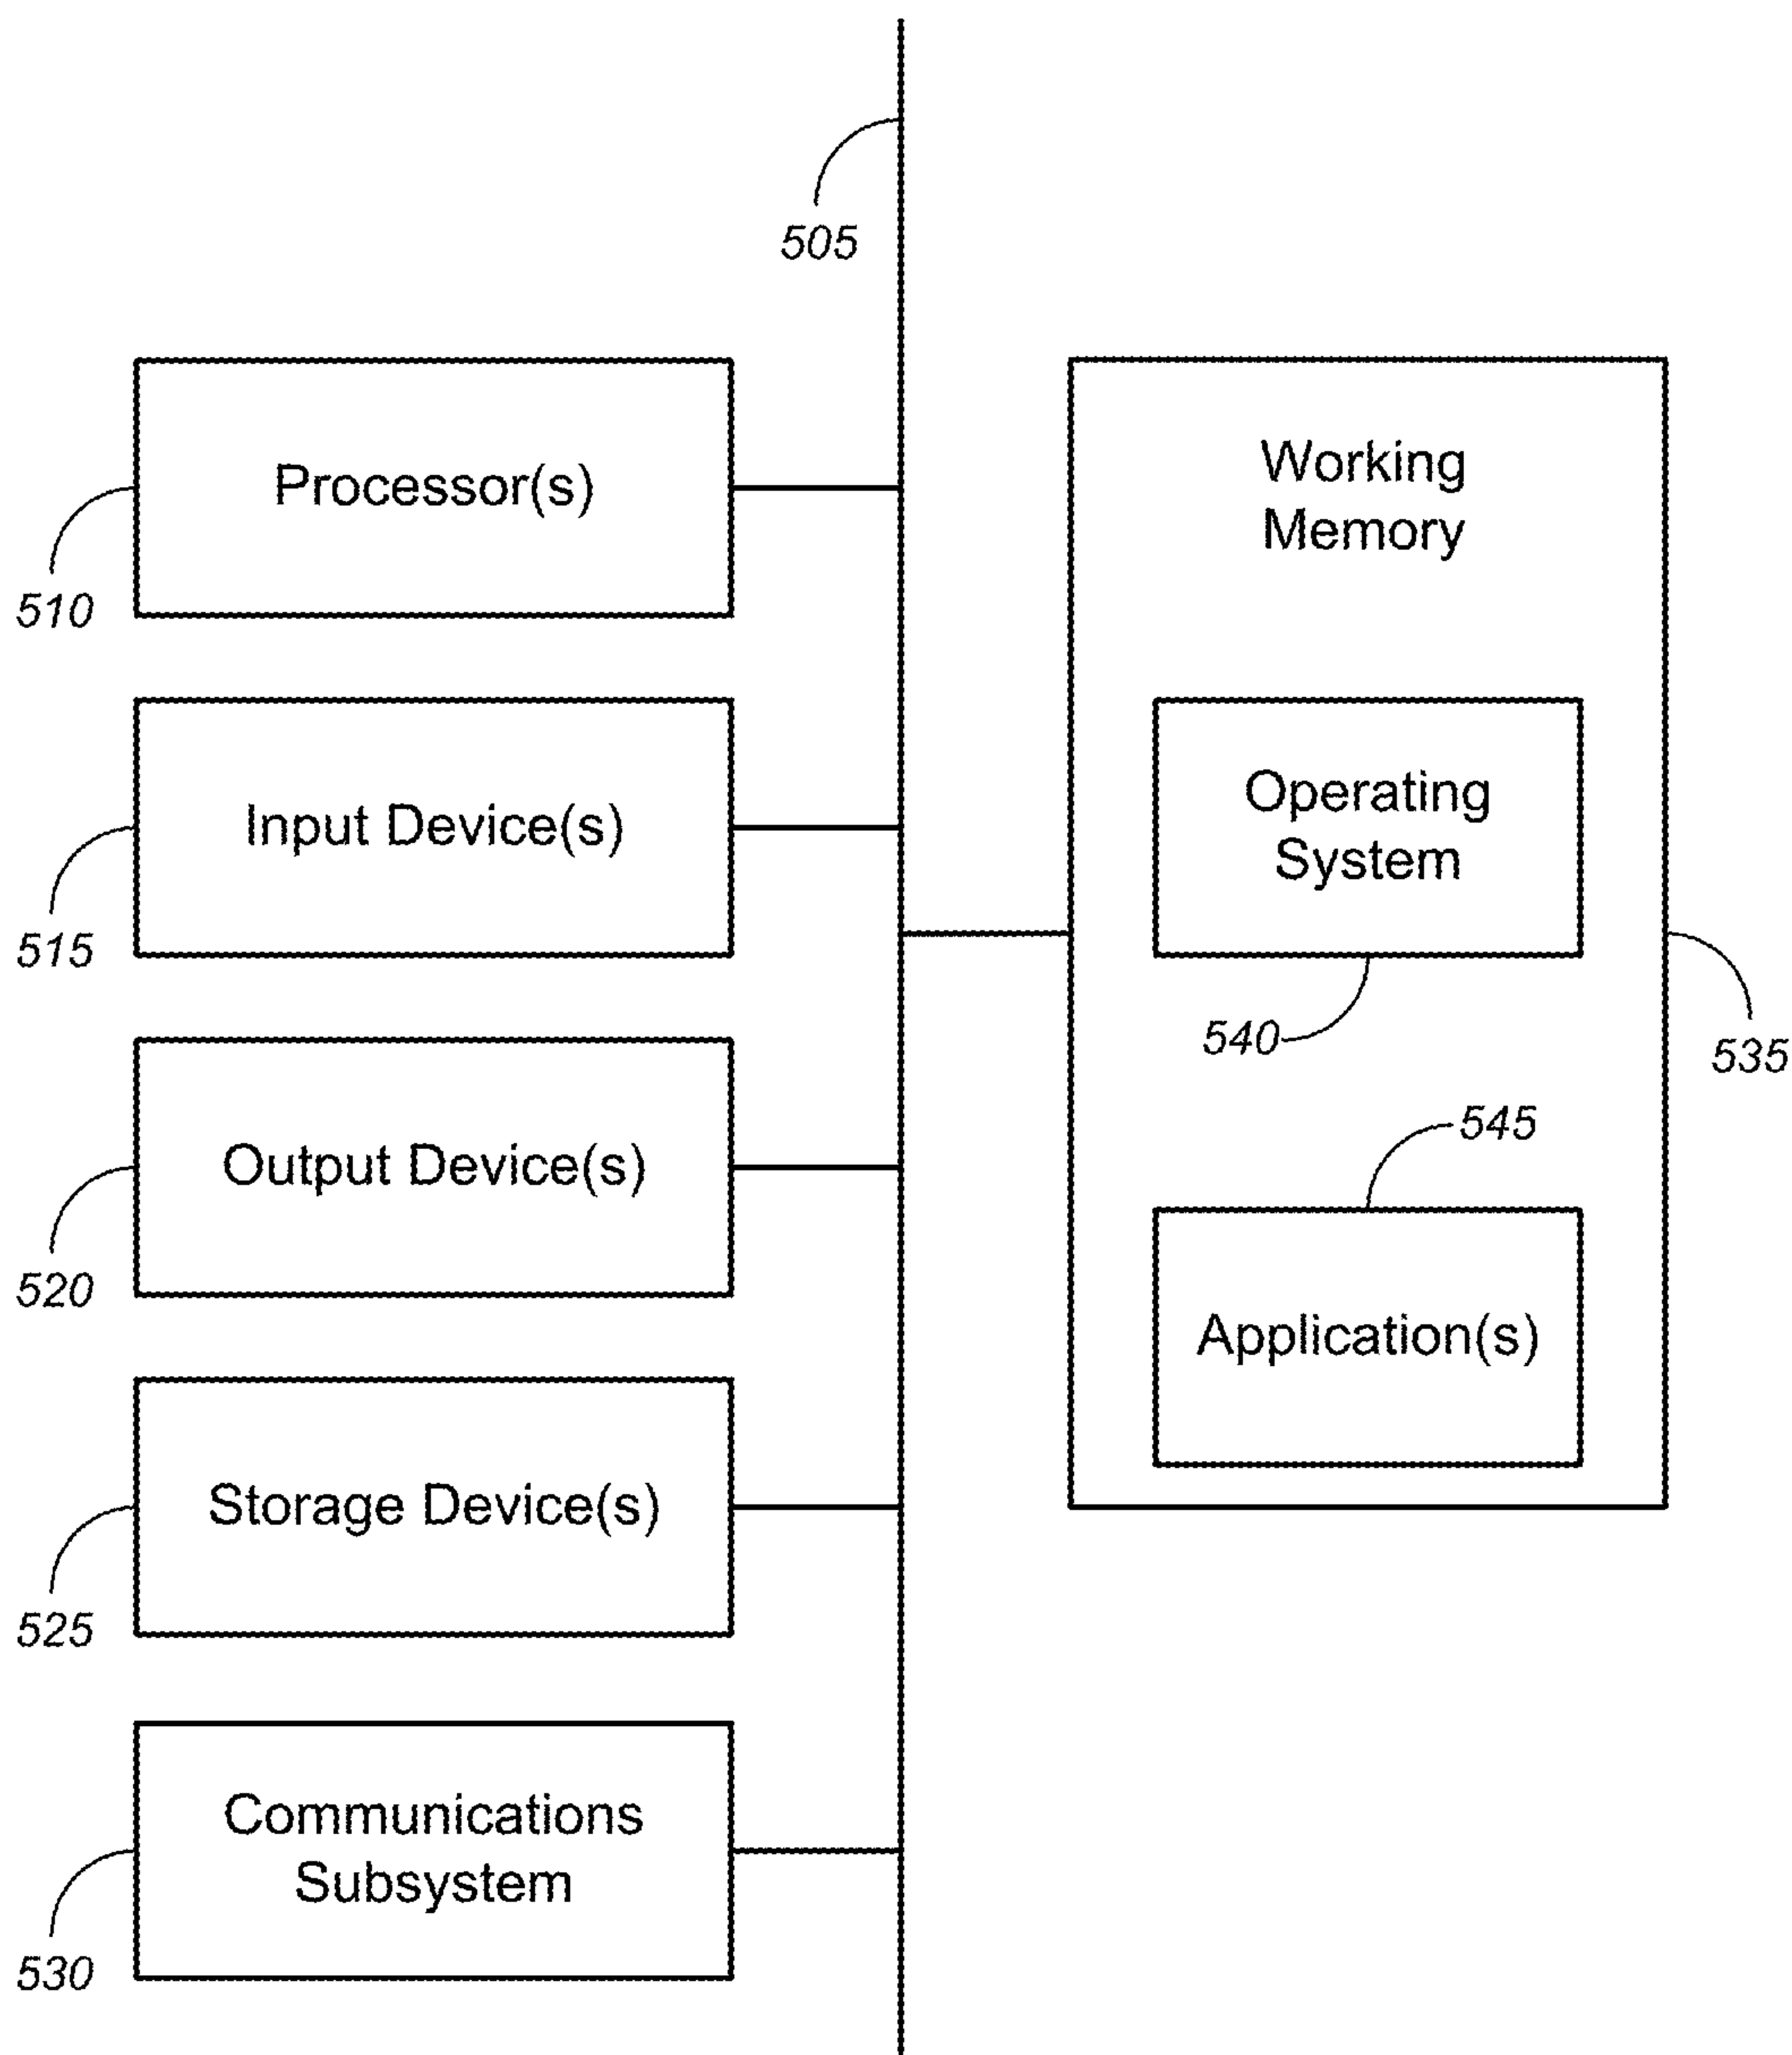 505
Processor(s)
510
Input Device(s)
515
Output Device(s)
520
Storage Device(s)
525
Communications
Subsystem
530
Working
Memory
Operating
System
540
535
545
Application(s)